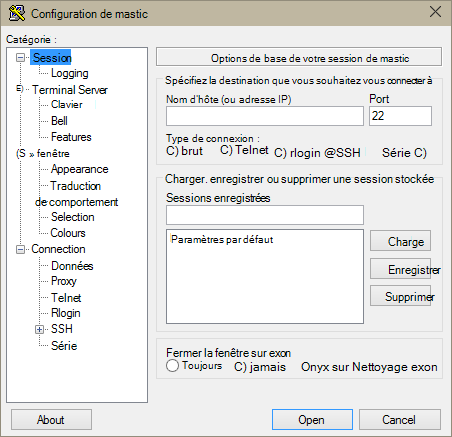 Configuration de mastic
Catégorie :
Session
Logging
E) Terminal Server
Clavier
Bell
Features
(S » fenêtre
Appearance
Traduction
de comportement
Selection
Colours
Connection
Données
Proxy
Telnet
Rlogin
SSH
Série
About
Options de base de votre session de mastic
Spécifiez la destination que vous souhaitez vous connecter à
Nom d'hôte (ou adresse IP) Port
22
Type de connexion :
C) brut C) Telnet C) rlogin @SSH Série C)
Charger. enregistrer ou supprimer une session stockée
Sessions enregistrées
Paramètres par défaut
Charge
Enregistrer
Supprimer
Fermer la fenêtre sur exon
Toujours C) jamais Onyx sur Nettoyage exon
Open Cancel